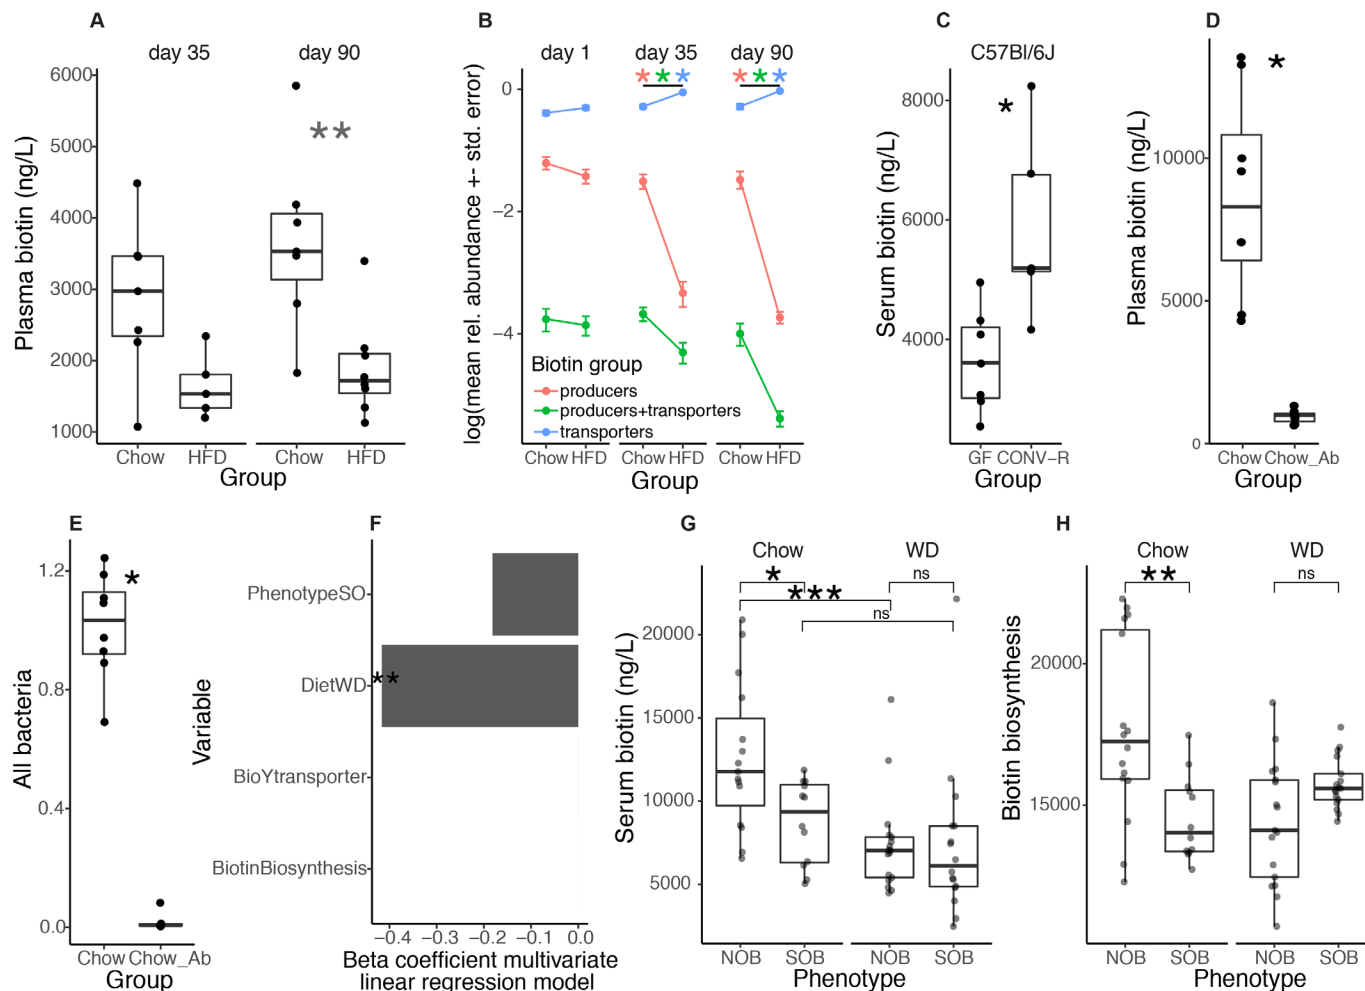 A
day 35
day 90
Plasma biotin (ng/L)
6000
5000
4000
3000
2000
1000
**
Chow
HFD
Chow
HFD
Group
B
day 1
day 35
day 90
* * *
* * *
log(mean rel. abundance +- std. error)
0
−2
−4
Biotin group
producers
producers+transporters
transporters
Chow HFD
Chow HFD
Chow HFD
Group
C
C57Bl/6J
Serum biotin (ng/L)
8000
6000
4000
*
GF CONV−R
Group
D
Plasma biotin (ng/L)
10000
5000
0
*
Chow Chow_Ab
Group
E
All bacteria
1.2
0.8
0.4
0.0
*
Chow Chow_Ab
Group
F
Variable
PhenotypeSO
DietWD
**
BioYtransporter
BiotinBiosynthesis
−0.4 −0.3 −0.2 −0.1 0.0
Beta coefficient multivariate
linear regression model
G
Chow
WD
Serum biotin (ng/L)
20000
15000
10000
5000
*
ns
***
ns
NOB
SOB
NOB
SOB
Phenotype
H
Chow
WD
Biotin biosynthesis
20000
15000
**
ns
NOB
SOB
NOB
SOB
Phenotype